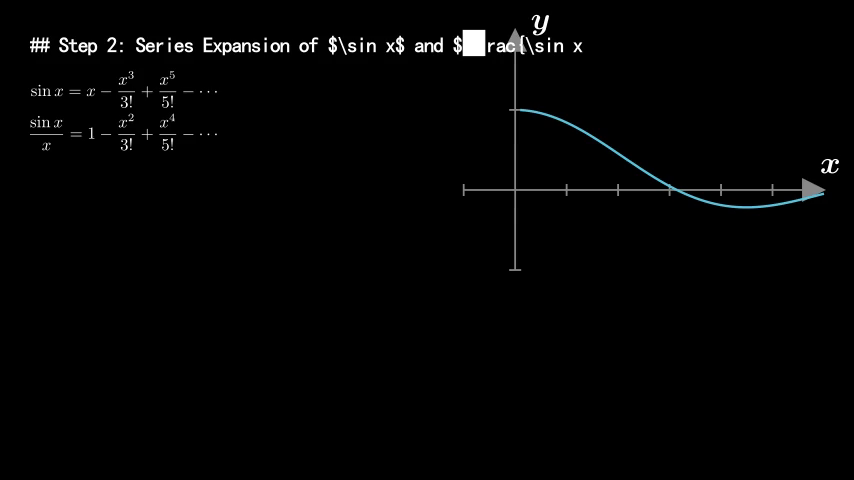 ## Step 2: Series Expansion of $\sin x$ and $██rac{\sin x
y
sin x = x − x³/3! + x⁵/5! − ⋯
sin x/x = 1 − x²/3! + x⁴/5! − ⋯
x